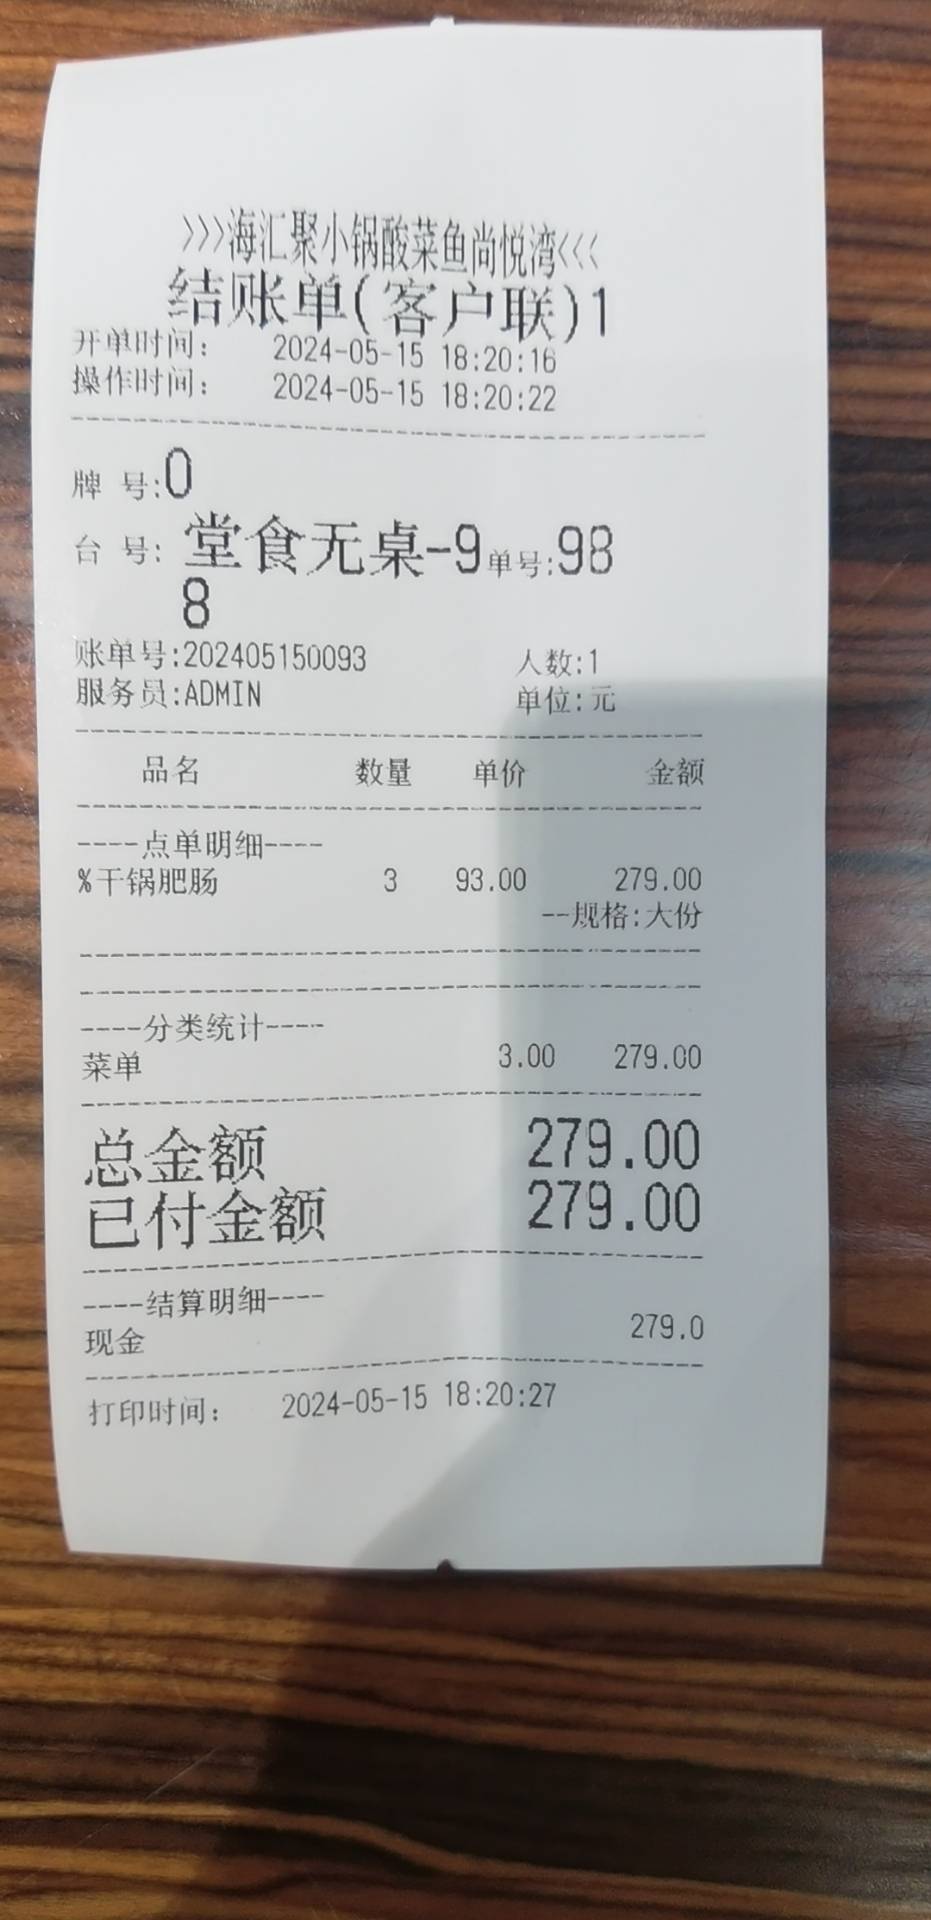 >>>海汇聚小锅酸菜鱼尚悦湾<<<
结账单(客户联)1
开单时间： 2024-05-15 18:20:16
操作时间： 2024-05-15 18:20:22
牌 号:0
台 号: 堂食无桌-9 单号:98
8
账单号:202405150093 人数:1
服务员:ADMIN 单位:元
品名 数量 单价 金额
----点单明细----
%干锅肥肠 3 93.00 279.00
--规格:大份
----分类统计----
菜单 3.00 279.00
总金额 279.00
已付金额 279.00
----结算明细----
现金 279.0
打印时间： 2024-05-15 18:20:27